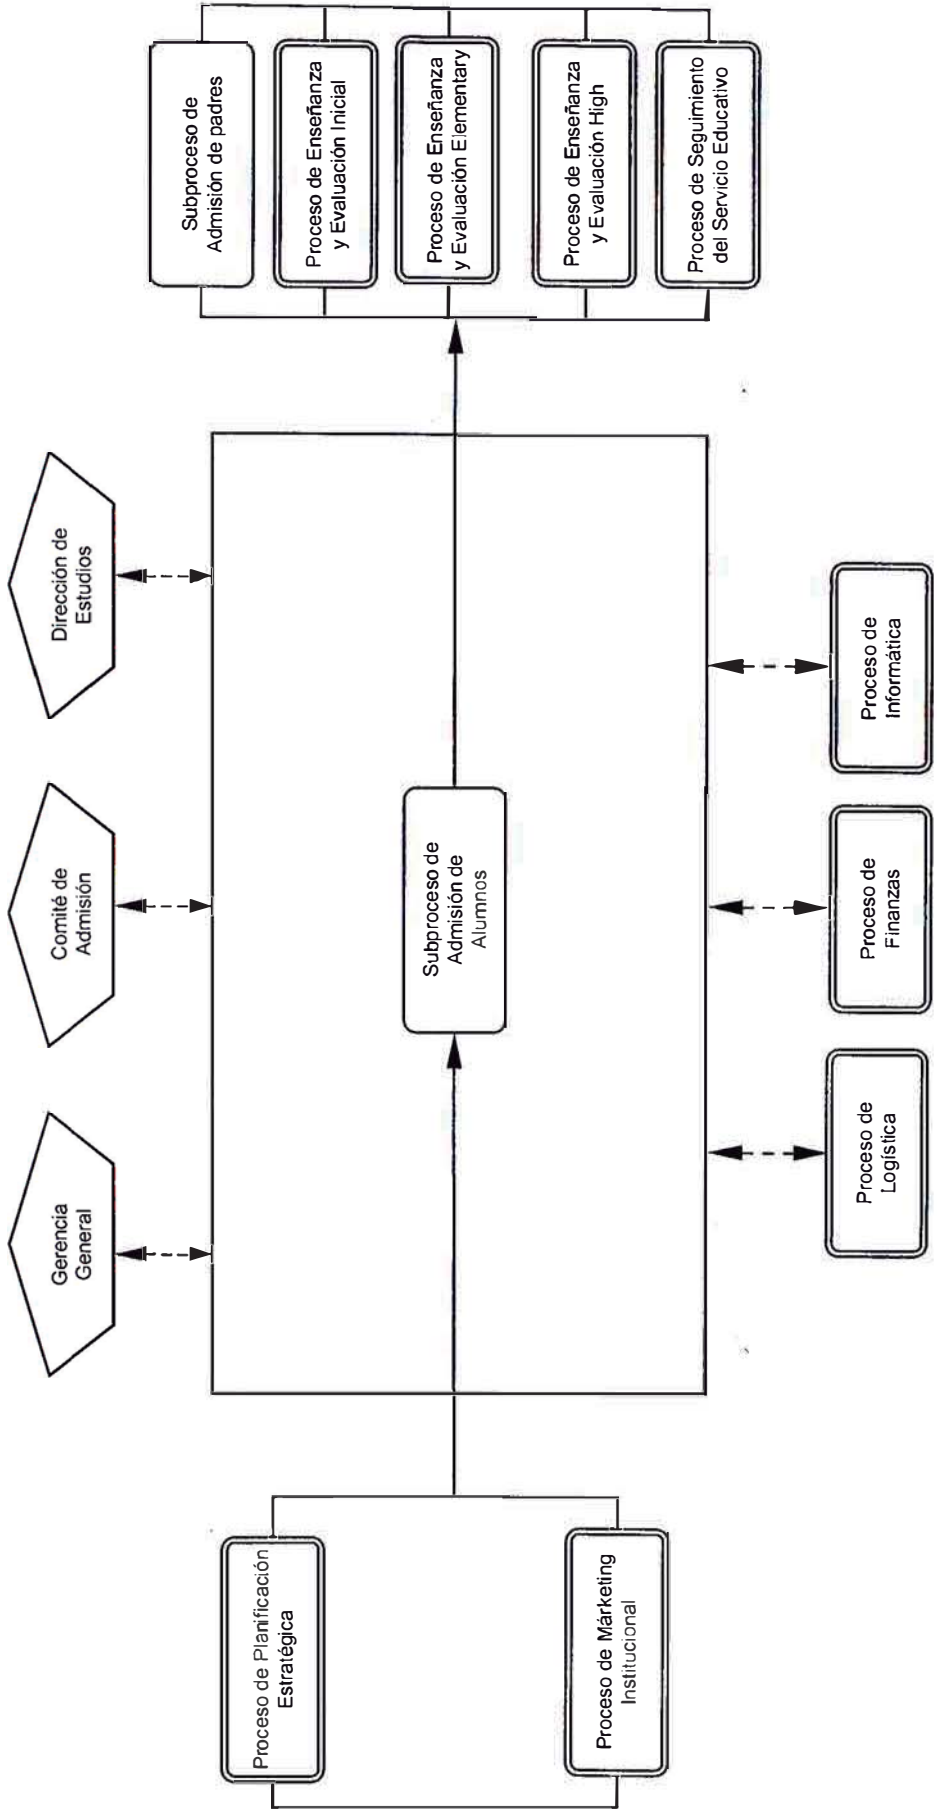 Gerencia
General
Comité de
Admisión
Dirección de
Estudios
Proceso de Planificación
Estratégica
Proceso de Márketing
Institucional
Subproceso de
Admisión de
Alumnos
Subproceso de
Admisión de padres
Proceso de Enseñanza
y Evaluación Inicial
Proceso de Enseñanza
y Evaluación Elementary
Proceso de Enseñanza
y Evaluación High
Proceso de Seguimiento
del Servicio Educativo
Proceso de
Logística
Proceso de
Finanzas
Proceso de
Informática